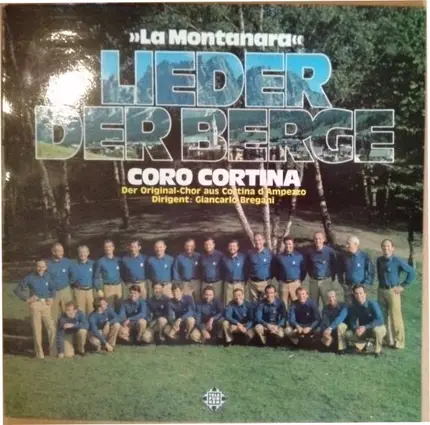 »La Montanara«
LIEDER
DER BERGE
CORO CORTINA
Der Original-Chor aus Cortina d'Ampezzo
Dirigent: Giancarlo Bregani